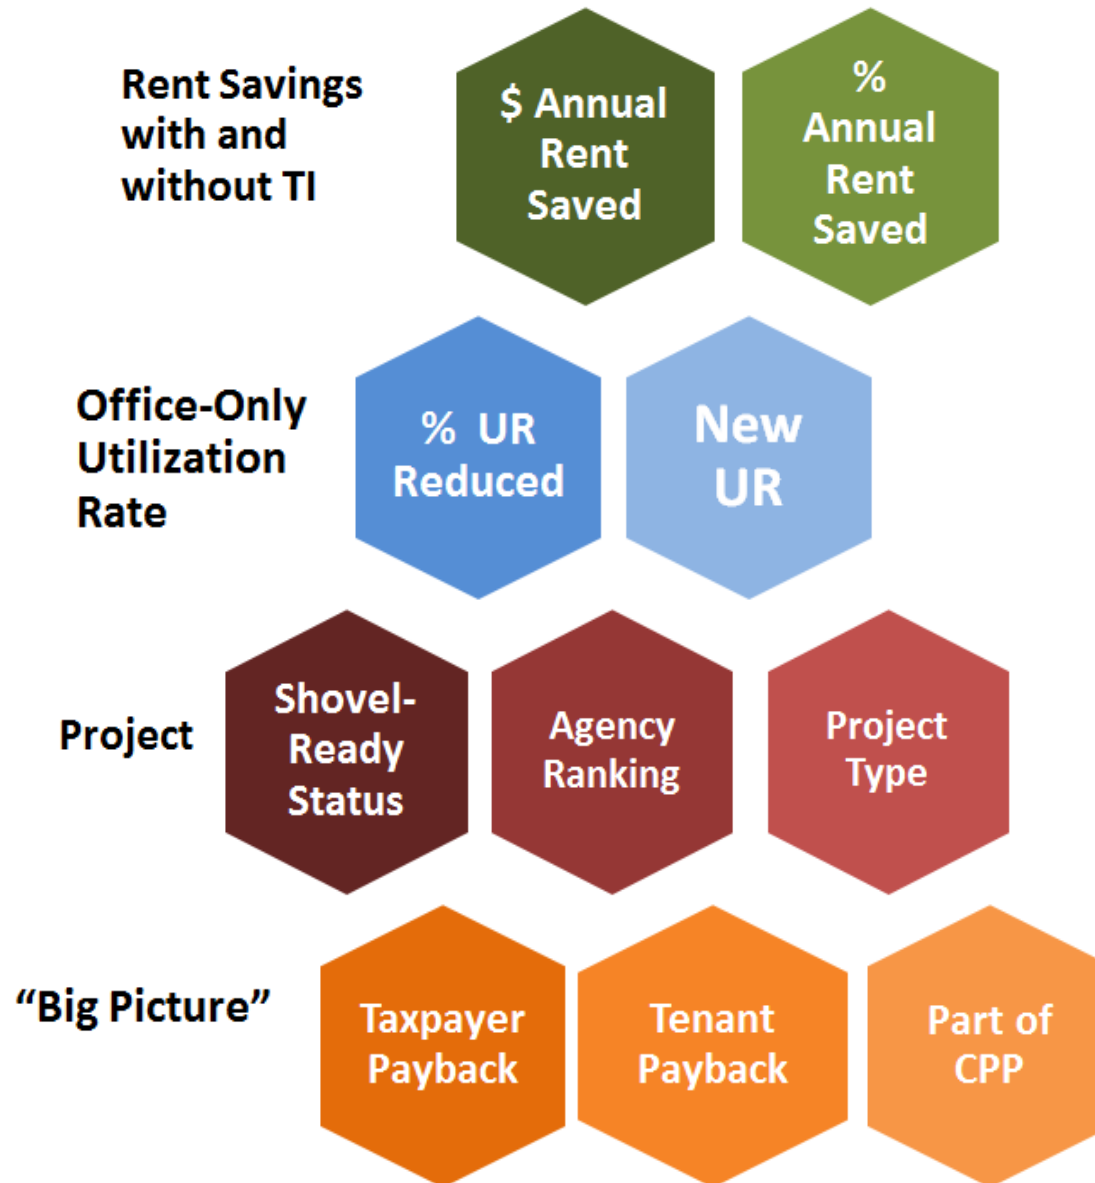 Rent Savings
with and
without TI
$ Annual
Rent
Saved
%
Annual
Rent
Saved
Office-Only
Utilization
Rate
% UR
Reduced
New
UR
Project
Shovel-
Ready
Status
Agency
Ranking
Project
Type
“Big Picture”
Taxpayer
Payback
Tenant
Payback
Part of
CPP